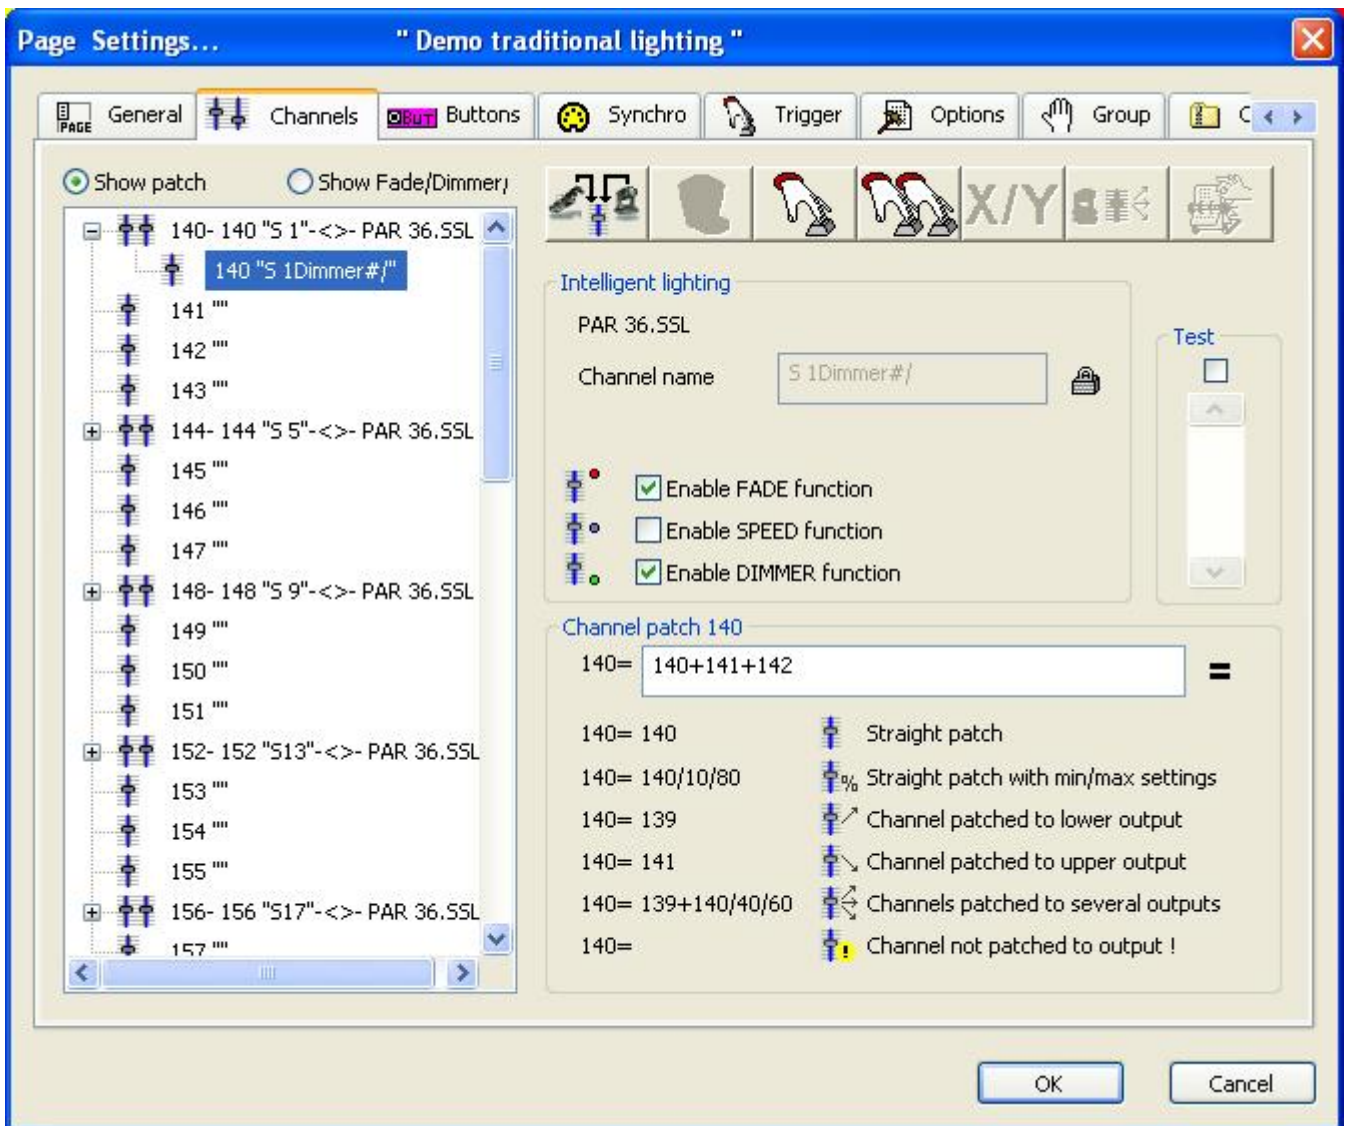 Page Settings... " Demo traditional lighting "
PAGE General Channels BUT Buttons Synchro Trigger Options Group C
Show patch Show Fade/Dimmer/
140- 140 "S 1"-<>- PAR 36.SSL
140 "S 1Dimmer#/"
141 ""
142 ""
143 ""
144- 144 "S 5"-<>- PAR 36.SSL
145 ""
146 ""
147 ""
148- 148 "S 9"-<>- PAR 36.SSL
149 ""
150 ""
151 ""
152- 152 "S13"-<>- PAR 36.SSL
153 ""
154 ""
155 ""
156- 156 "S17"-<>- PAR 36.SSL
157 ""
X/Y
Intelligent lighting
PAR 36.SSL
Channel name S 1Dimmer#/
Enable FADE function
Enable SPEED function
Enable DIMMER function
Test
Channel patch 140
140= 140+141+142 =
140= 140 Straight patch
140= 140/10/80 % Straight patch with min/max settings
140= 139 Channel patched to lower output
140= 141 Channel patched to upper output
140= 139+140/40/60 Channels patched to several outputs
140= ! Channel not patched to output !
OK Cancel